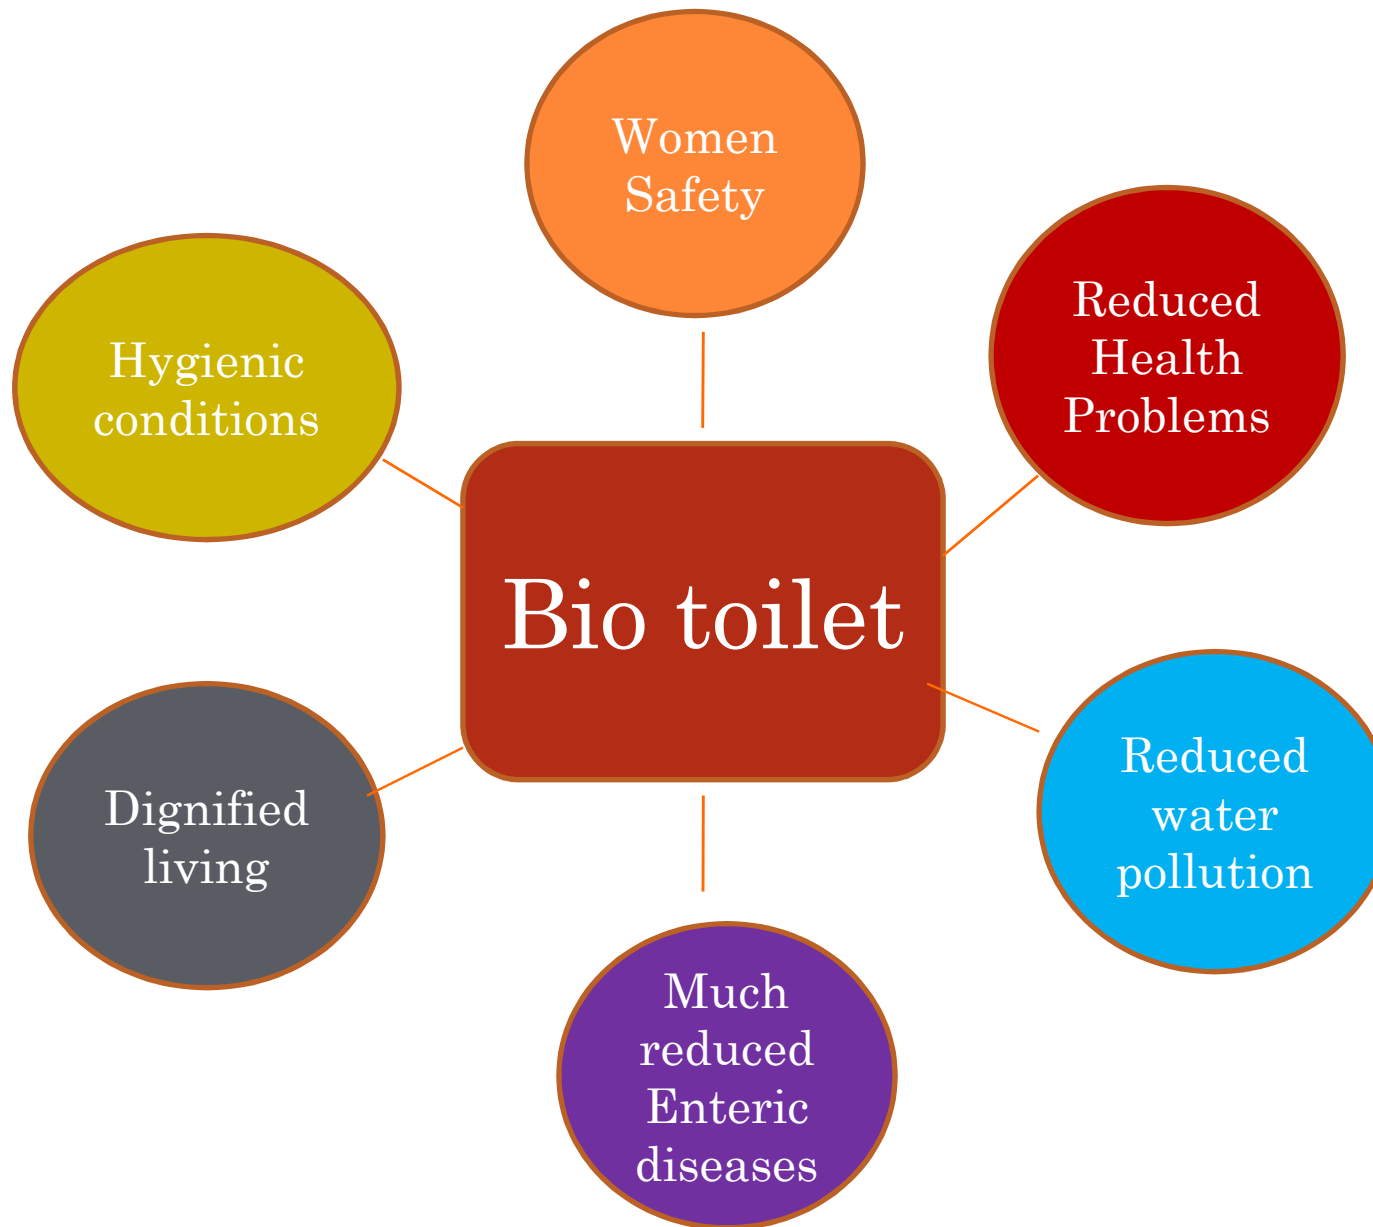 Women
Safety
Reduced
Health
Problems
Hygienic
conditions
Bio toilet
Reduced
water
pollution
Dignified
living
Much
reduced
Enteric
diseases